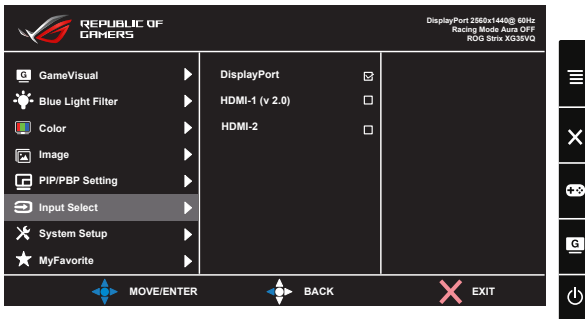 REPUBLIC OF
GAMERS
DisplayPort 2560x1440@ 60Hz
Racing Mode Aura OFF
ROG Strix XG35VQ
G GameVisual
Blue Light Filter
Color
Image
PIP/PBP Setting
Input Select
System Setup
MyFavorite
DisplayPort
HDMI-1 (v 2.0)
HDMI-2
MOVE/ENTER
BACK
EXIT
G